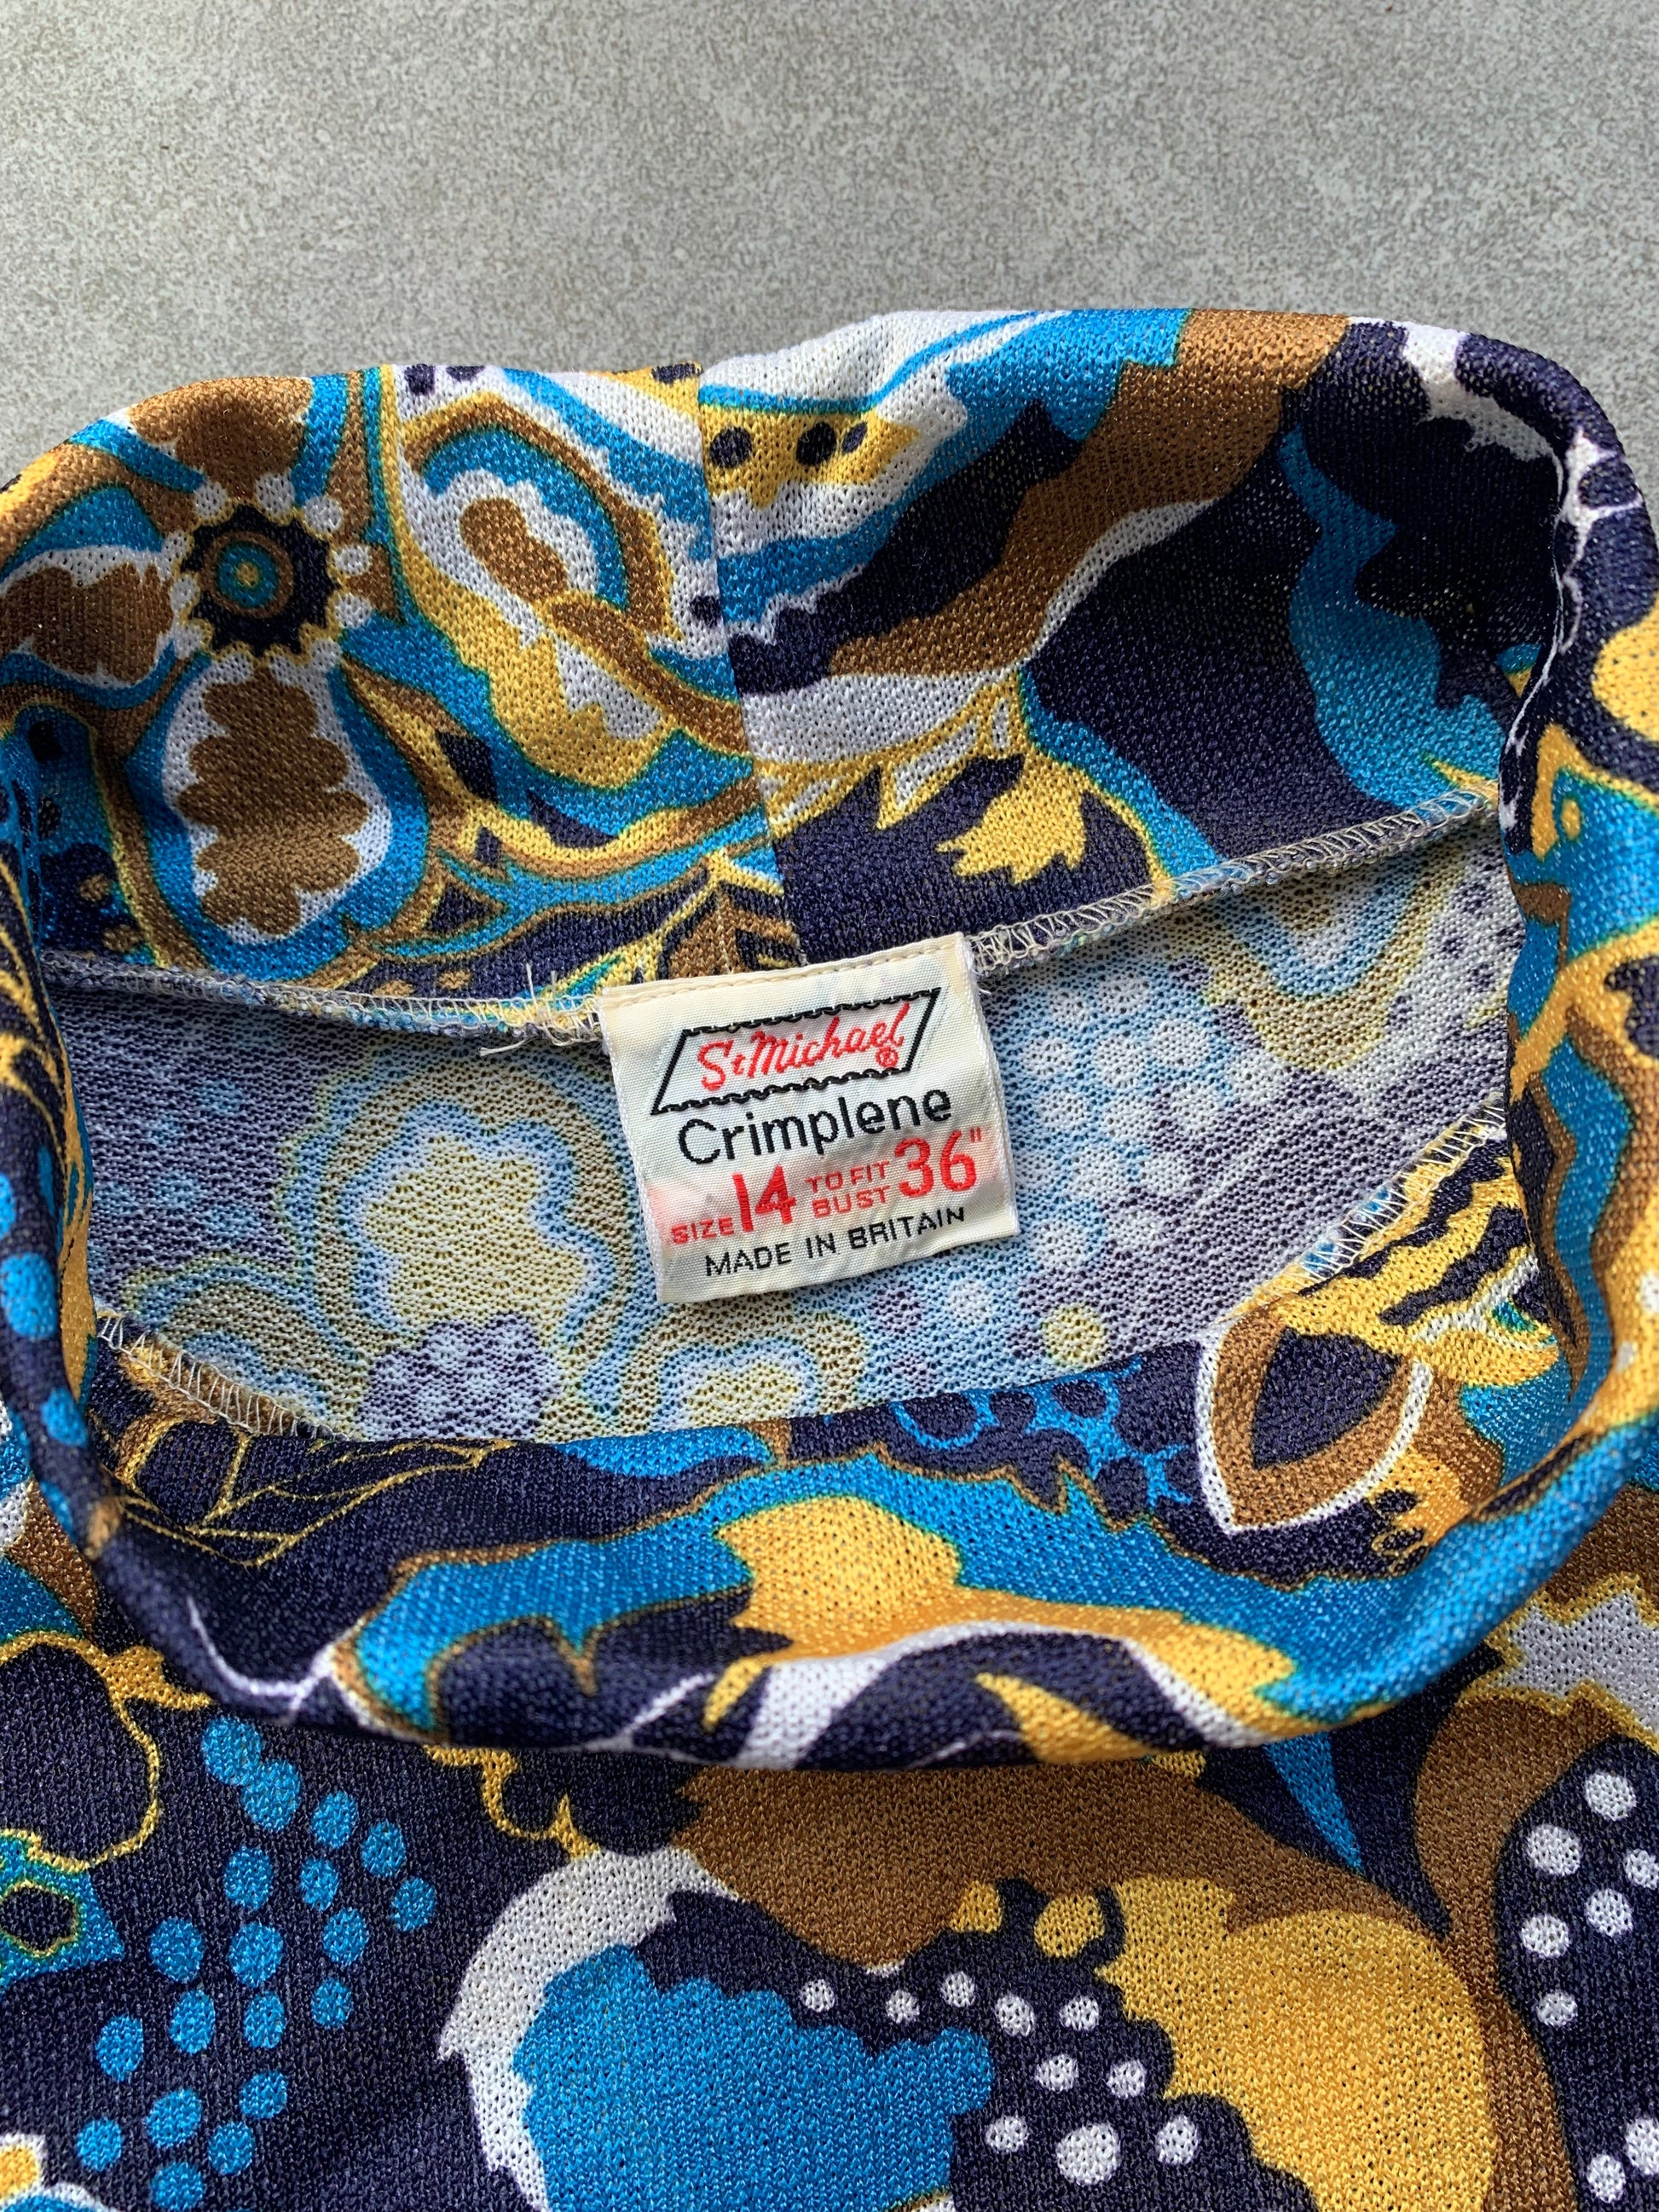 St Michael®
Crimplene
SIZE 14 TO FIT BUST 36"
MADE IN BRITAIN